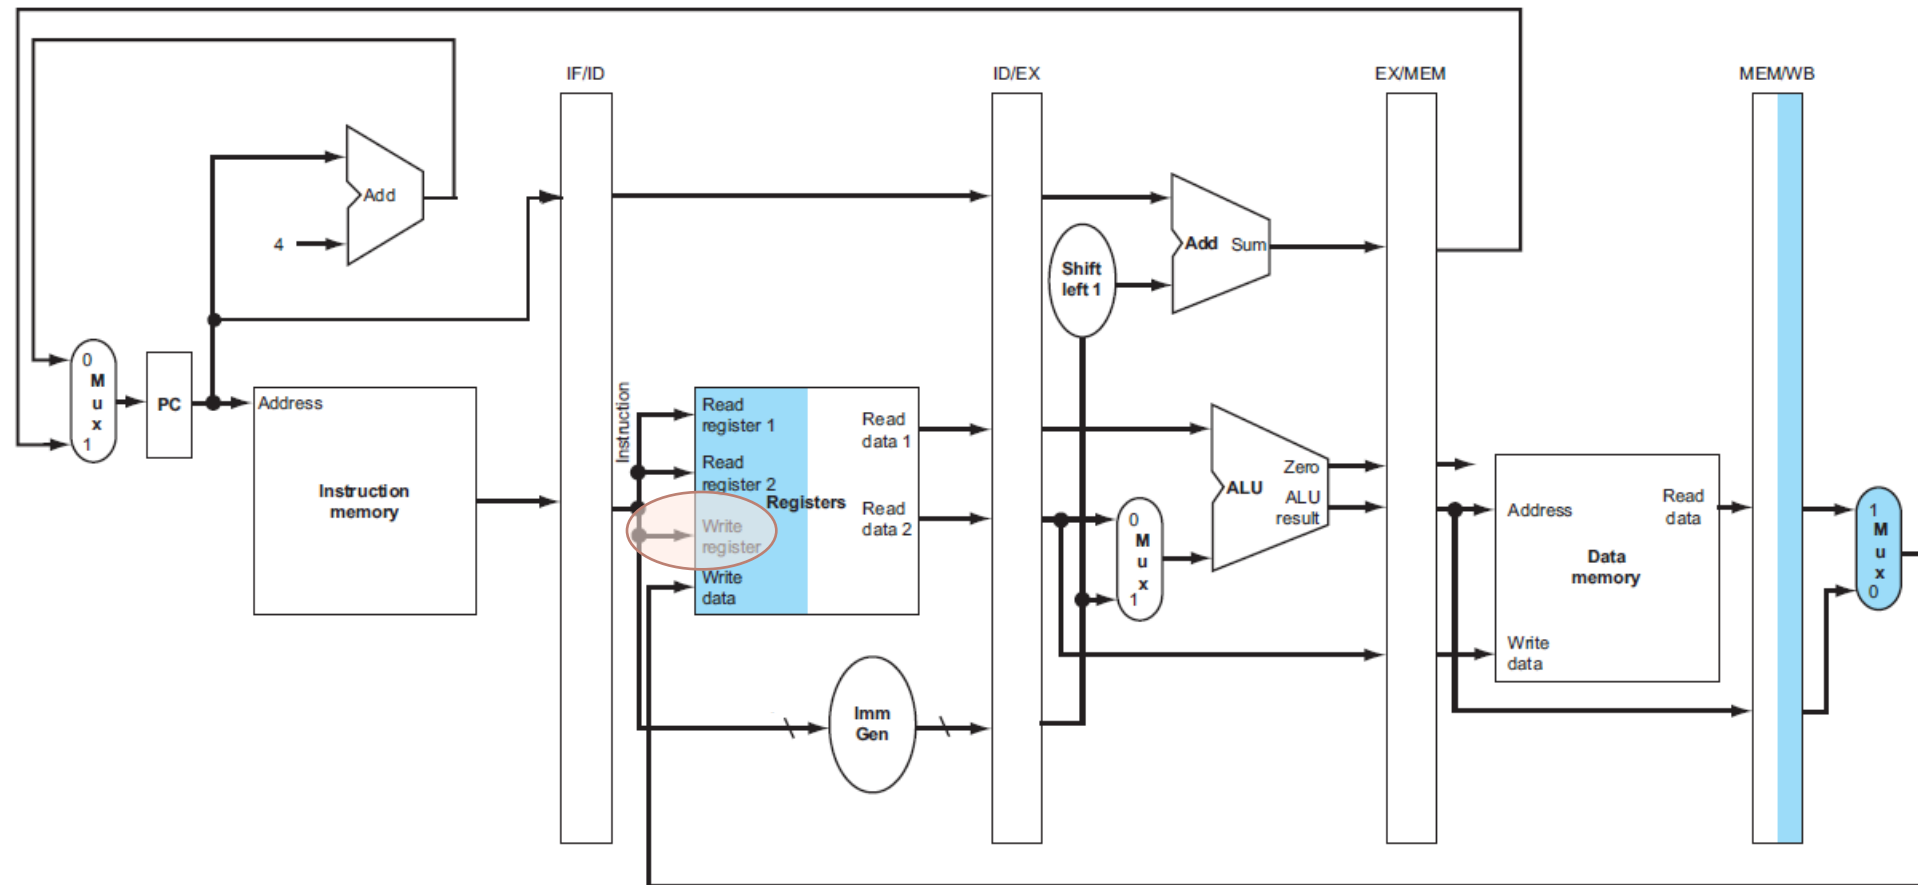 IF/ID
ID/EX
EX/MEM
MEM/WB
Add
4
Add Sum
Shift
left 1
0
M
u
x
1
PC
Address
Instruction
memory
Instruction
Read
register 1
Read
register 2
Write
register
Write
data
Registers
Read
data 1
Read
data 2
Imm
Gen
0
M
u
x
1
ALU
Zero
ALU
result
Address
Read
data
Data
memory
Write
data
1
M
u
x
0